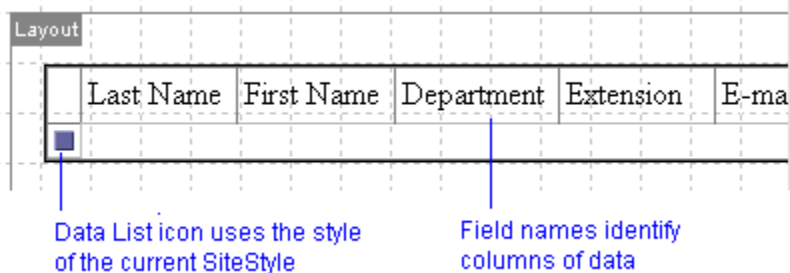 Layout
Last Name First Name Department Extension E-ma
Data List icon uses the style
of the current SiteStyle
Field names identify
columns of data